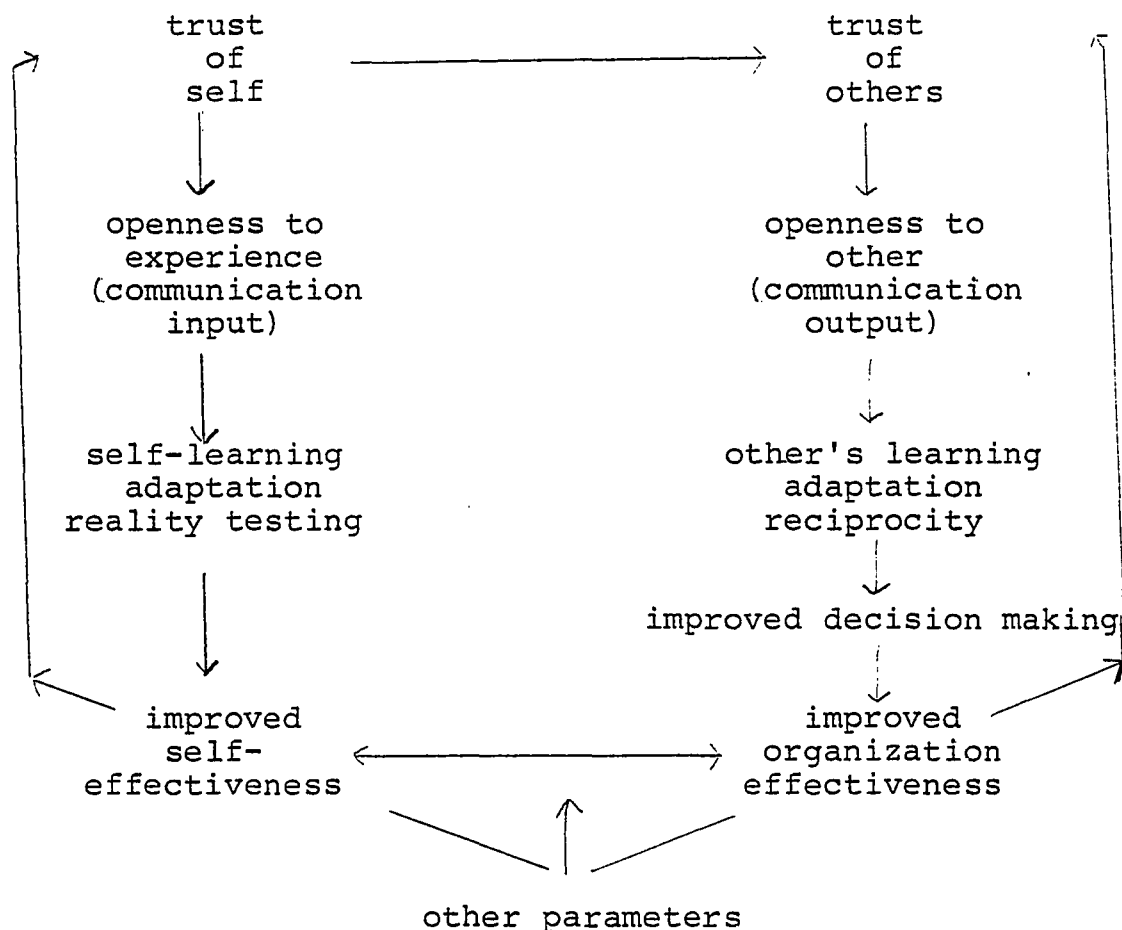 trust
of
self
trust
of
others
openness to
experience
(communication
input)
openness to
other
(communication
output)
self-learning
adaptation
reality testing
other's learning
adaptation
reciprocity
improved decision making
improved
self-
effectiveness
improved
organization
effectiveness
other parameters